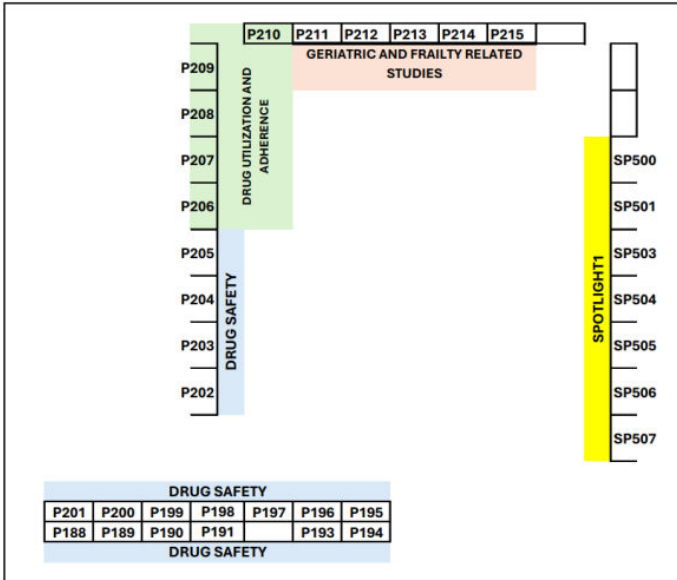 P210 P211 P212 P213 P214 P215
GERIATRIC AND FRAILTY RELATED
STUDIES
P209
P208
P207
P206
DRUG UTILIZATION AND
ADHERENCE
P205
P204
P203
P202
DRUG SAFETY
SPOTLIGHT1
SP500
SP501
SP503
SP504
SP505
SP506
SP507
DRUG SAFETY
P201 P200 P199 P198 P197 P196 P195
P188 P189 P190 P191 P193 P194
DRUG SAFETY